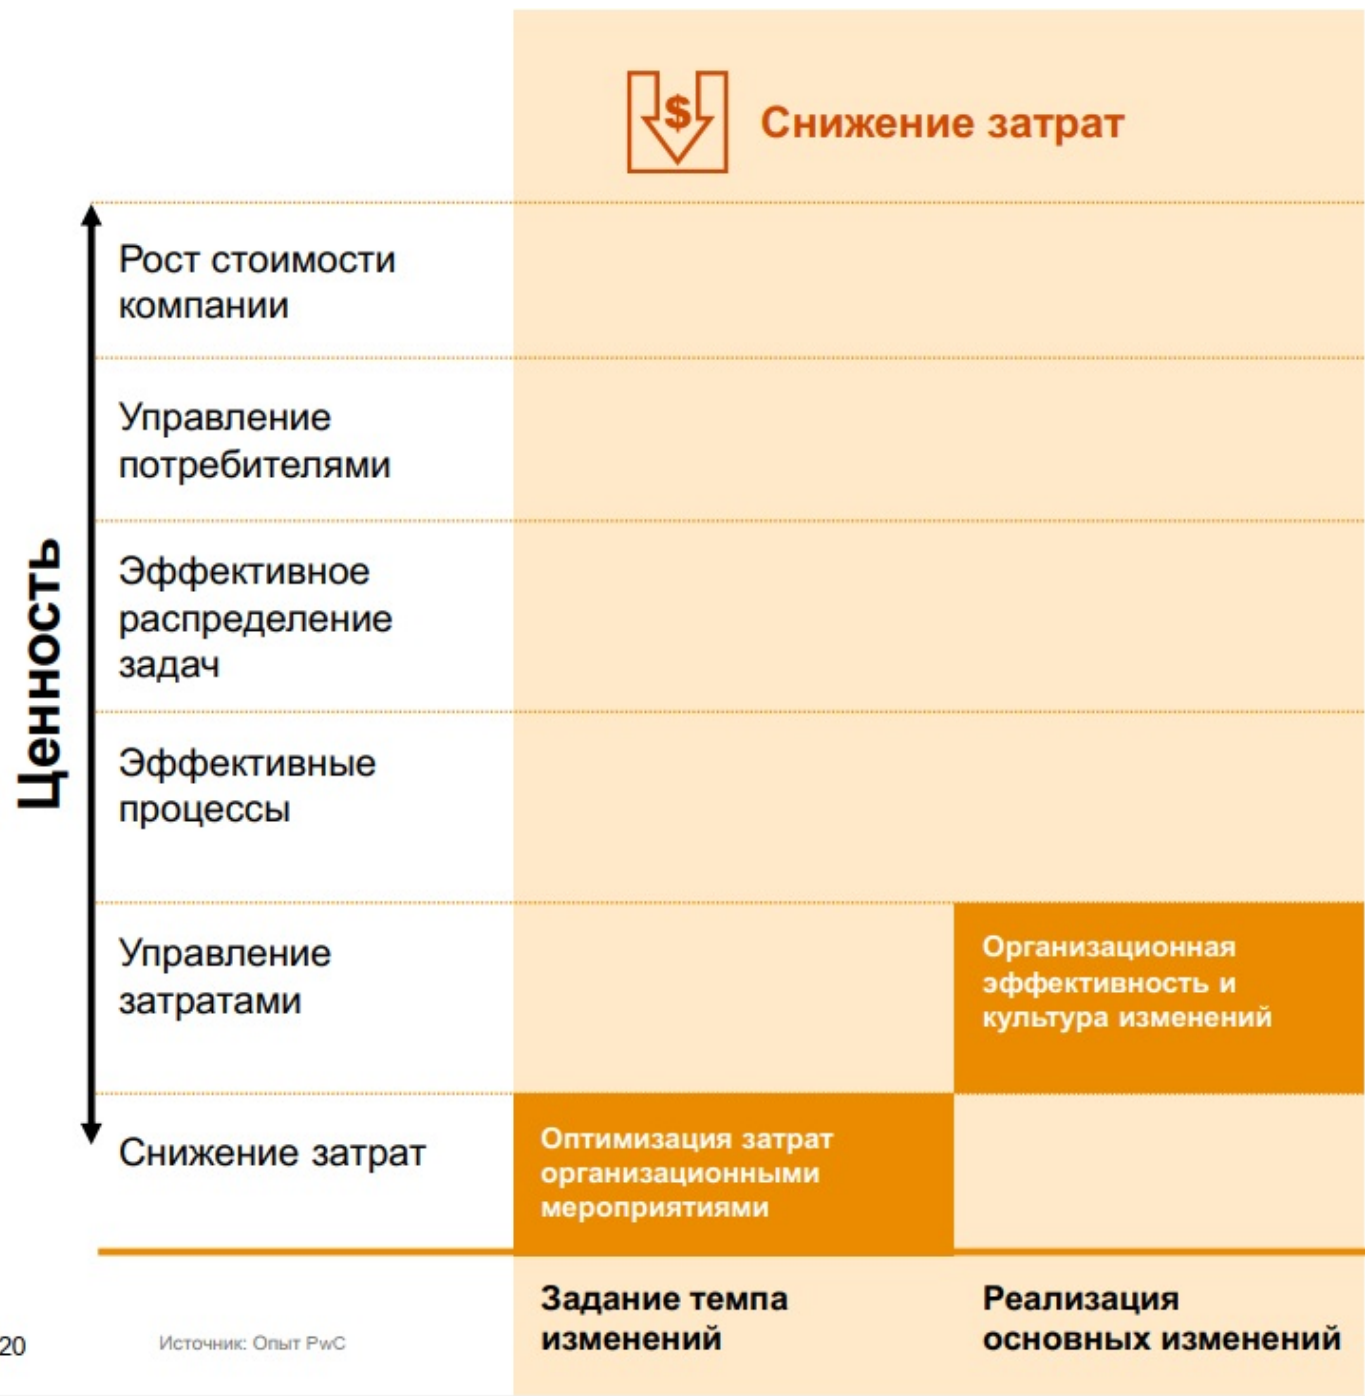 $
Снижение затрат
Ценность
Рост стоимости
компании
Управление
потребителями
Эффективное
распределение
задач
Эффективные
процессы
Управление
затратами
Организационная
эффективность и
культура изменений
Снижение затрат
Оптимизация затрат
организационными
мероприятиями
Задание темпа
изменений
Реализация
основных изменений
20
Источник: Опыт PwC